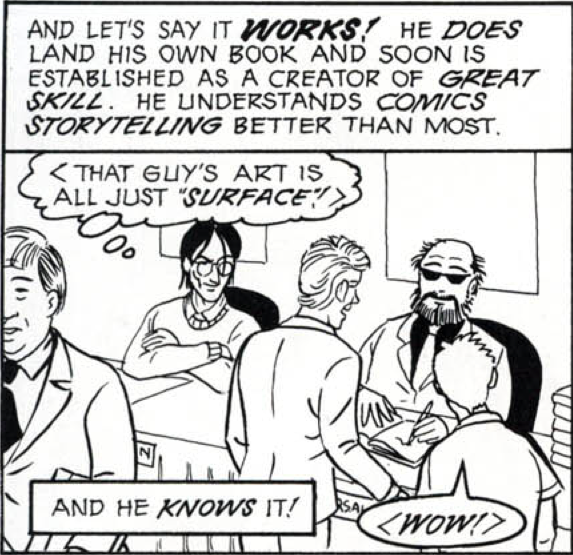 AND LET'S SAY IT WORKS! HE DOES
LAND HIS OWN BOOK AND SOON IS
ESTABLISHED AS A CREATOR OF GREAT
SKILL. HE UNDERSTANDS COMICS
STORYTELLING BETTER THAN MOST.
<THAT GUY'S ART IS
ALL JUST "SURFACE"!>
AND HE KNOWS IT!
<WOW!>